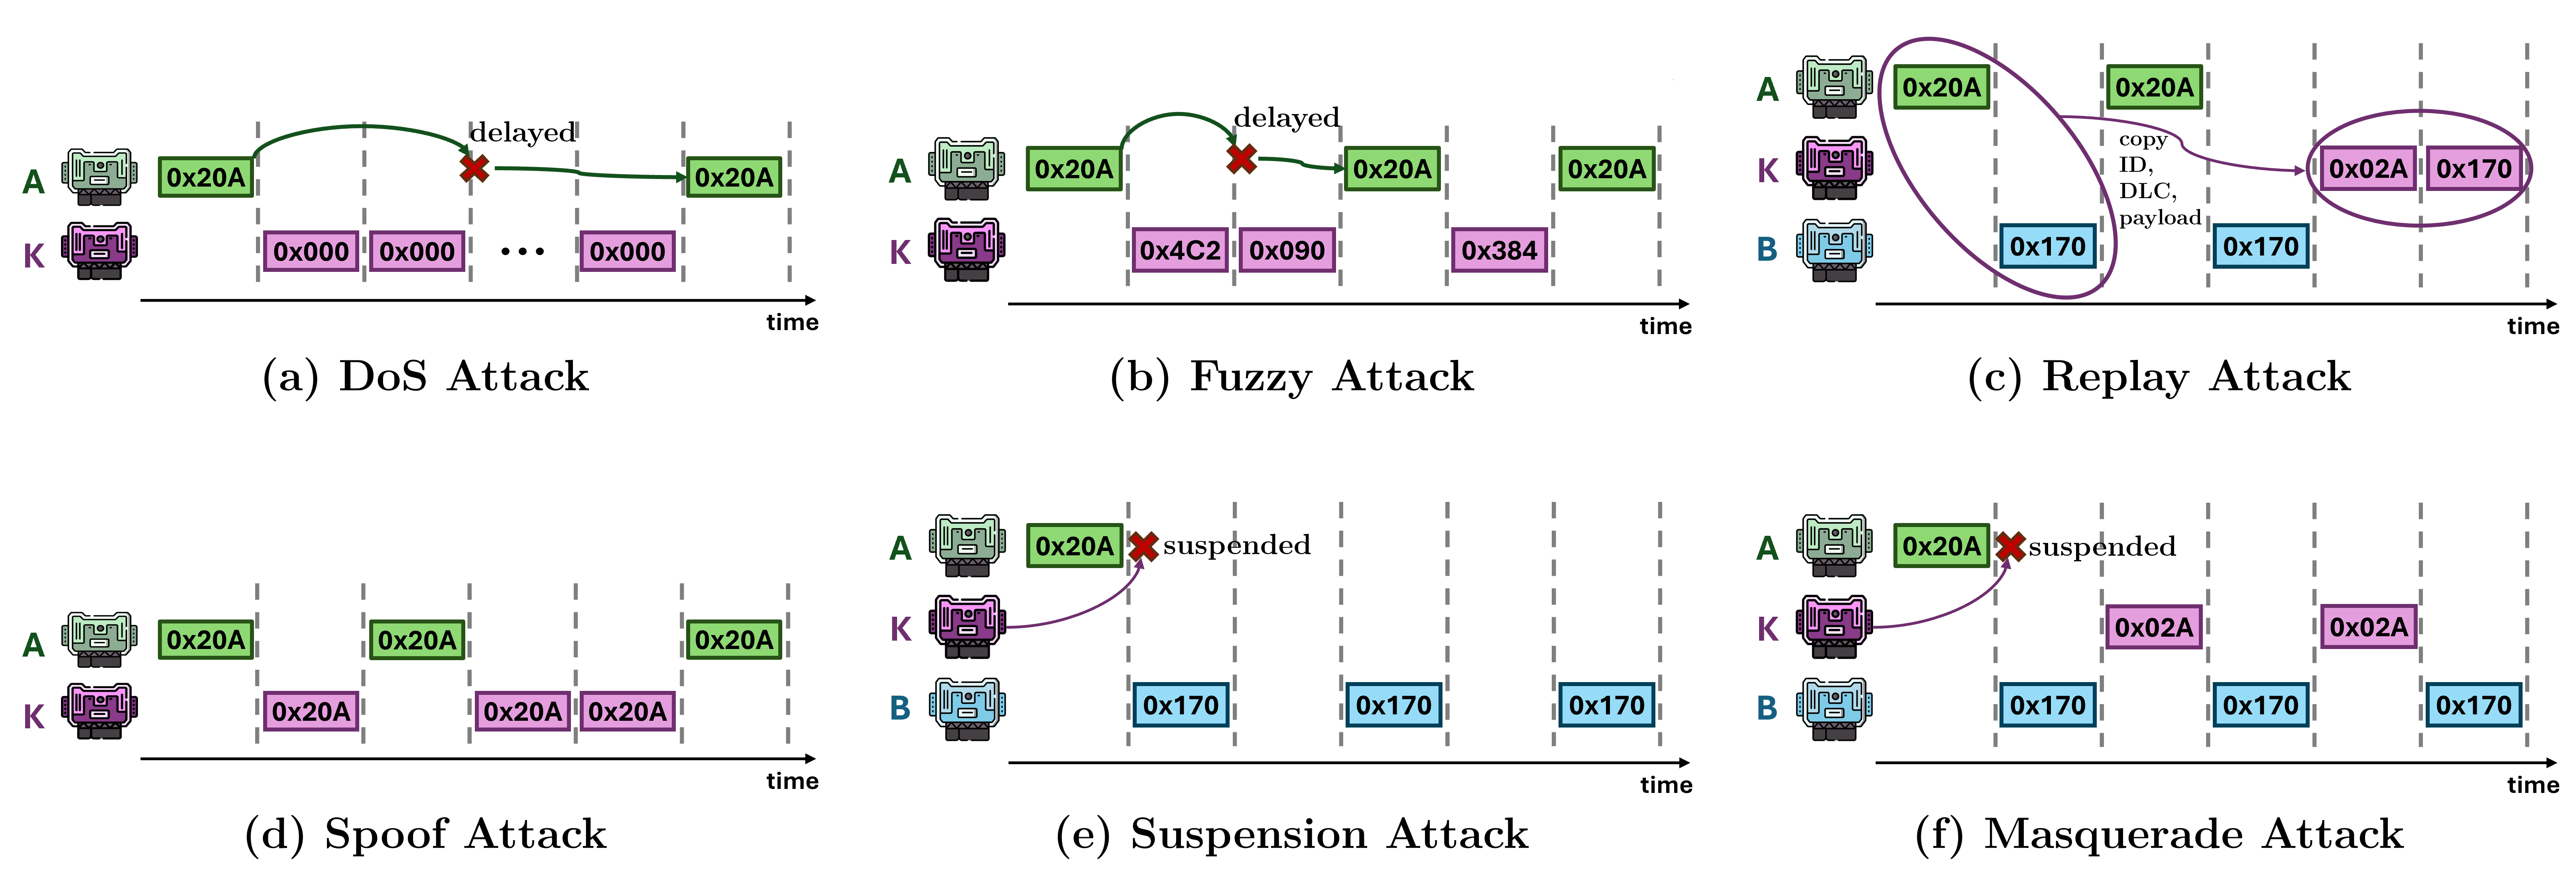 delayed
A 0x20A 0x20A
K 0x000 0x000 ... 0x000
time
(a) DoS Attack
delayed
A 0x20A 0x20A 0x20A
K 0x4C2 0x090 0x384
time
(b) Fuzzy Attack
A 0x20A 0x20A
copy
ID,
DLC,
payload
K 0x02A 0x170
B 0x170 0x170
time
(c) Replay Attack
A 0x20A 0x20A 0x20A
K 0x20A 0x20A 0x20A
time
(d) Spoof Attack
A 0x20A suspended
K
B 0x170 0x170 0x170
time
(e) Suspension Attack
A 0x20A suspended
K 0x02A 0x02A
B 0x170 0x170 0x170
time
(f) Masquerade Attack